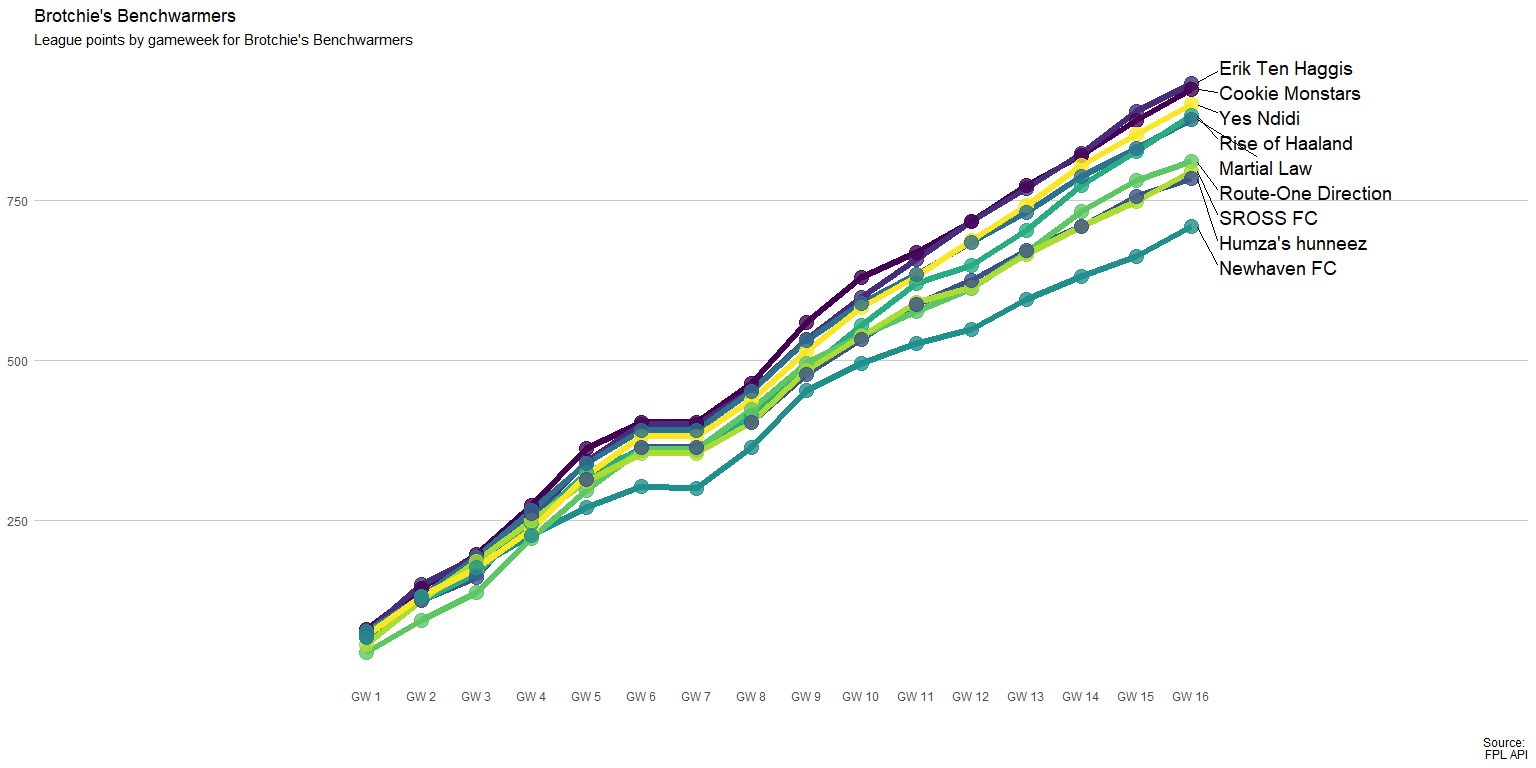 Brotchie's Benchwarmers
League points by gameweek for Brotchie's Benchwarmers
Erik Ten Haggis
Cookie Monstars
Yes Ndidi
Rise of Haaland
Martial Law
Route-One Direction
SROSS FC
Humza's hunneez
Newhaven FC
750
500
250
GW 1 GW 2 GW 3 GW 4 GW 5 GW 6 GW 7 GW 8 GW 9 GW 10 GW 11 GW 12 GW 13 GW 14 GW 15 GW 16
Source:
FPL API